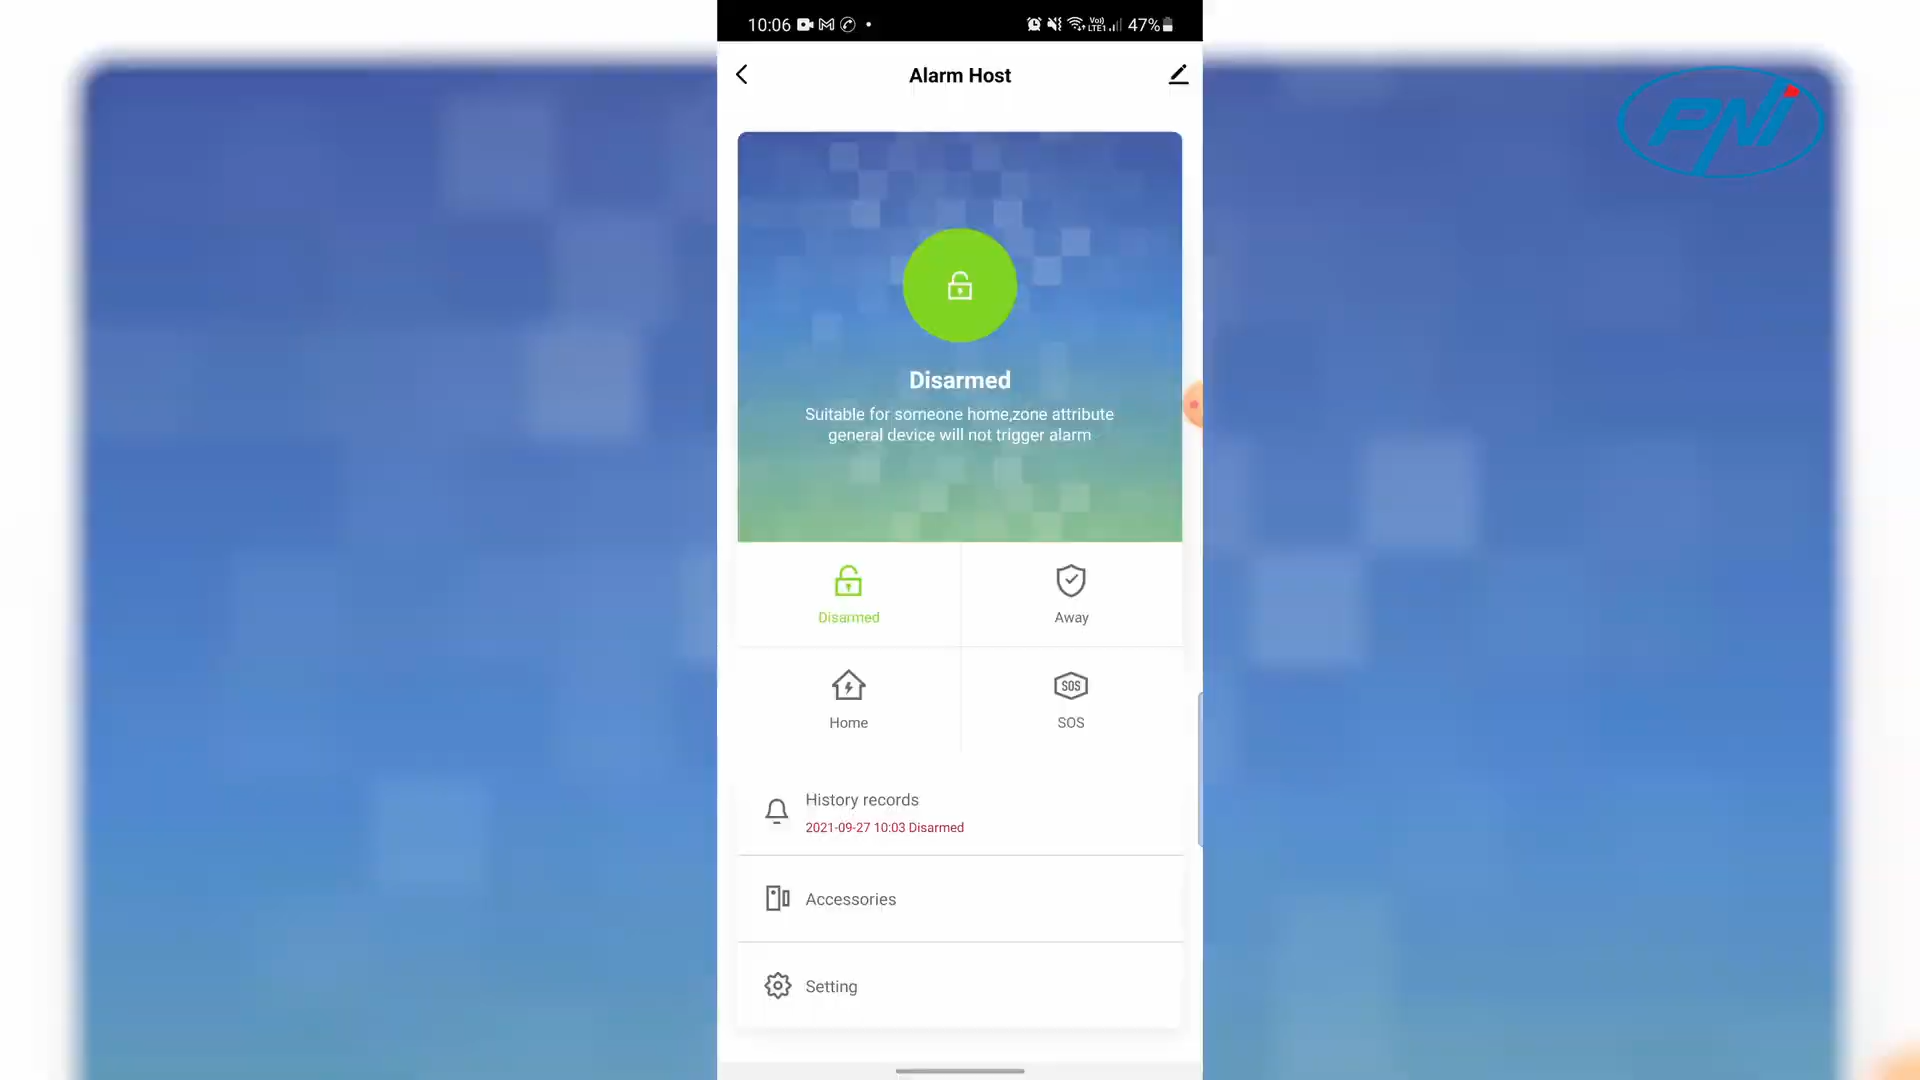 10:06
47%
Alarm Host
PNI
Disarmed
Suitable for someone home,zone attribute
general device will not trigger alarm
Disarmed
Away
Home
SOS
SOS
History records
2021-09-27 10:03 Disarmed
Accessories
Setting